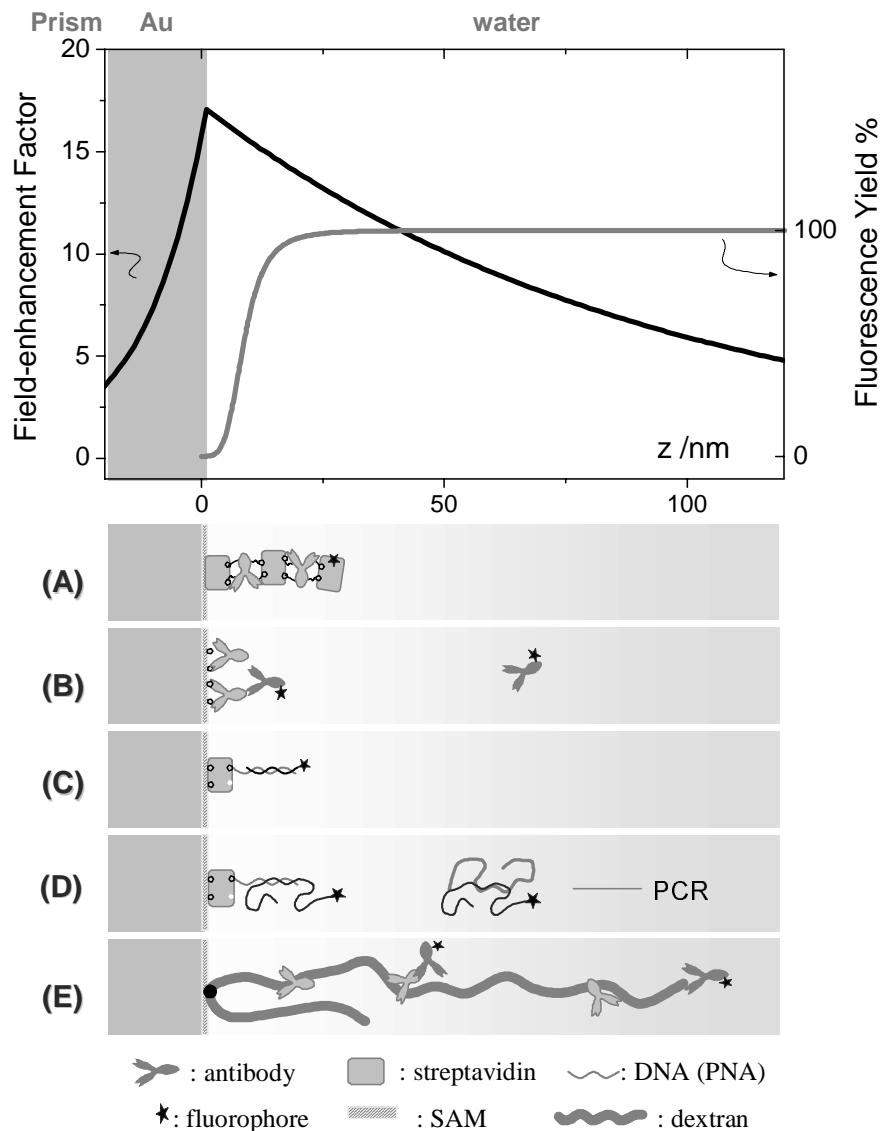 Prism Au water
20
15
10
5
0
Field-enhancement Factor
100
0
Fluorescence Yield %
z /nm
0 50 100
(A)
(B)
(C)
(D)
PCR
(E)
: antibody : streptavidin : DNA (PNA)
: fluorophore : SAM : dextran